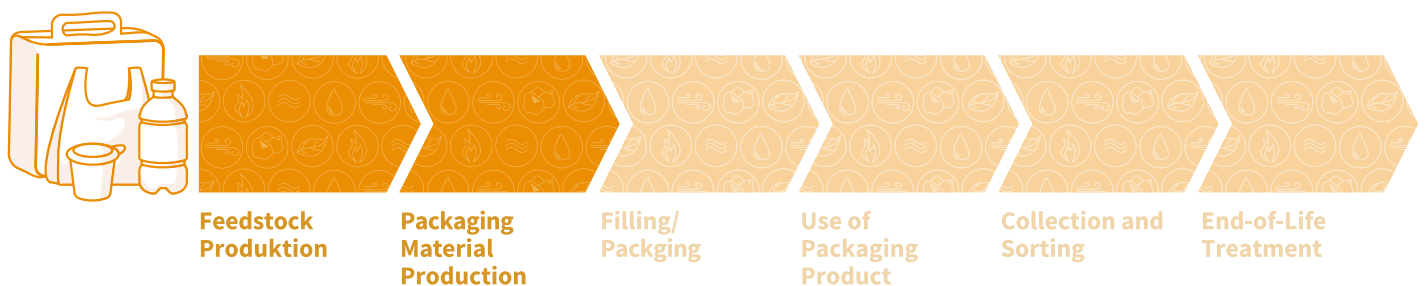 Feedstock
Produktion
Packaging
Material
Production
Filling/
Packging
Use of
Packaging
Product
Collection and
Sorting
End-of-Life
Treatment